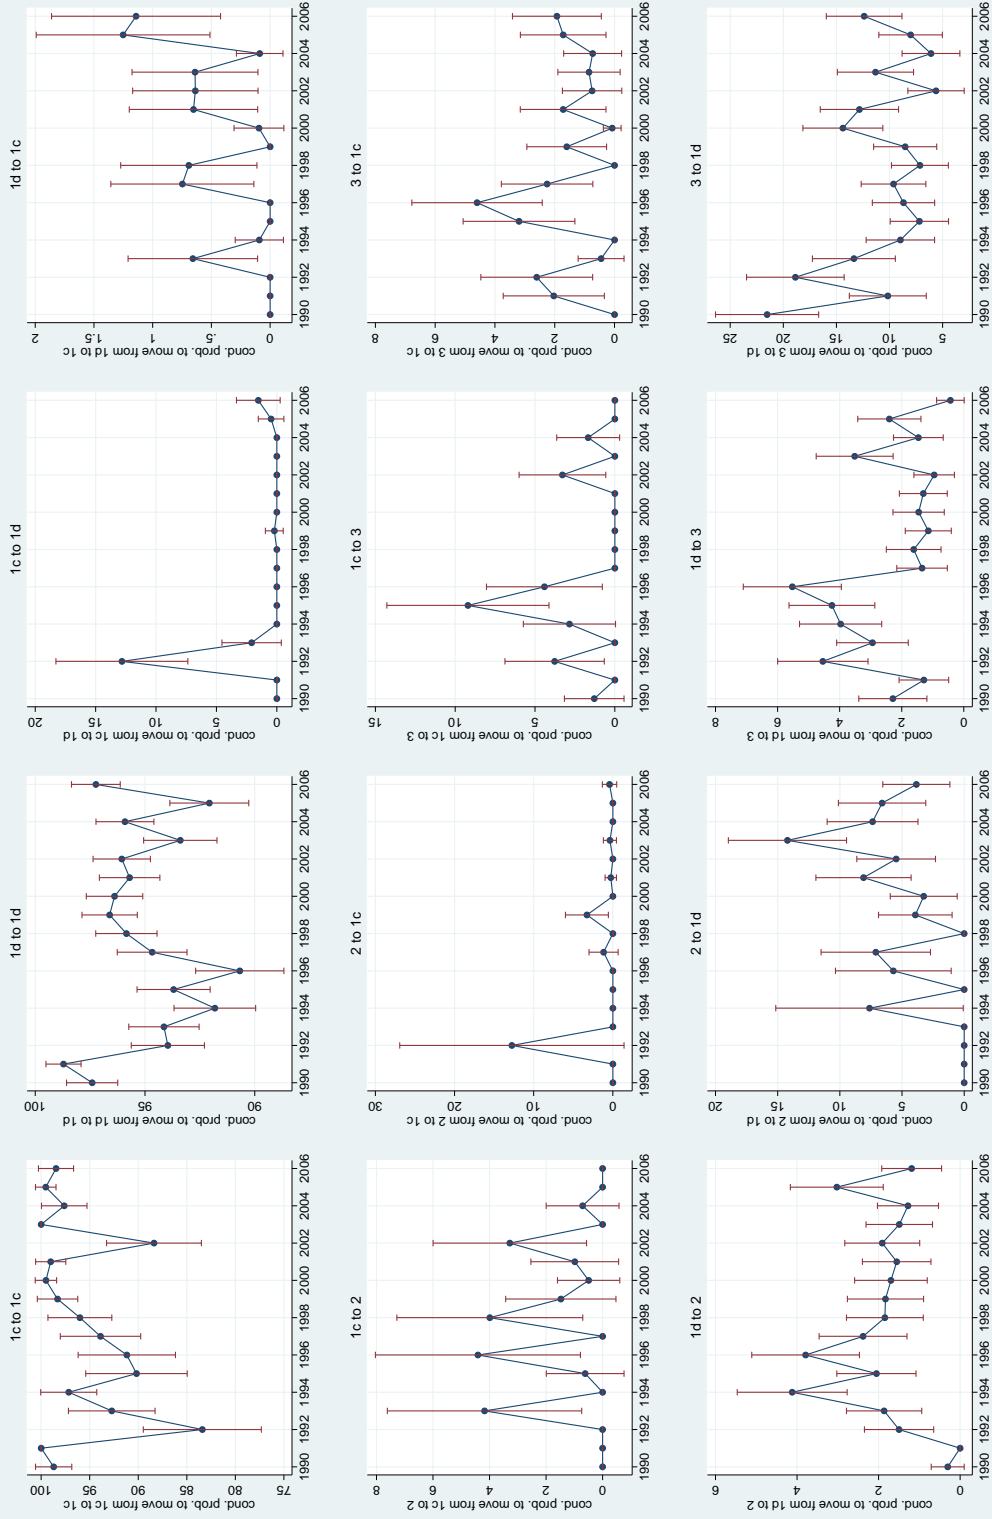 1c to 1c
cond. prob. to move from 1c to 1c
100
95
90
85
80
75
1990 1992 1994 1996 1998 2000 2002 2004 2006
1d to 1d
cond. prob. to move from 1d to 1d
100
95
90
1990 1992 1994 1996 1998 2000 2002 2004 2006
1c to 1d
cond. prob. to move from 1c to 1d
20
15
10
5
0
1990 1992 1994 1996 1998 2000 2002 2004 2006
1d to 1c
cond. prob. to move from 1d to 1c
2
1.5
1
.5
0
1990 1992 1994 1996 1998 2000 2002 2004 2006
1c to 2
cond. prob. to move from 1c to 2
8
6
4
2
0
1990 1992 1994 1996 1998 2000 2002 2004 2006
2 to 1c
cond. prob. to move from 2 to 1c
30
20
10
0
1990 1992 1994 1996 1998 2000 2002 2004 2006
1c to 3
cond. prob. to move from 1c to 3
15
10
5
0
1990 1992 1994 1996 1998 2000 2002 2004 2006
3 to 1c
cond. prob. to move from 3 to 1c
8
6
4
2
0
1990 1992 1994 1996 1998 2000 2002 2004 2006
1d to 2
cond. prob. to move from 1d to 2
6
4
2
0
1990 1992 1994 1996 1998 2000 2002 2004 2006
2 to 1d
cond. prob. to move from 2 to 1d
20
15
10
5
0
1990 1992 1994 1996 1998 2000 2002 2004 2006
1d to 3
cond. prob. to move from 1d to 3
8
6
4
2
0
1990 1992 1994 1996 1998 2000 2002 2004 2006
3 to 1d
cond. prob. to move from 3 to 1d
25
20
15
10
5
1990 1992 1994 1996 1998 2000 2002 2004 2006